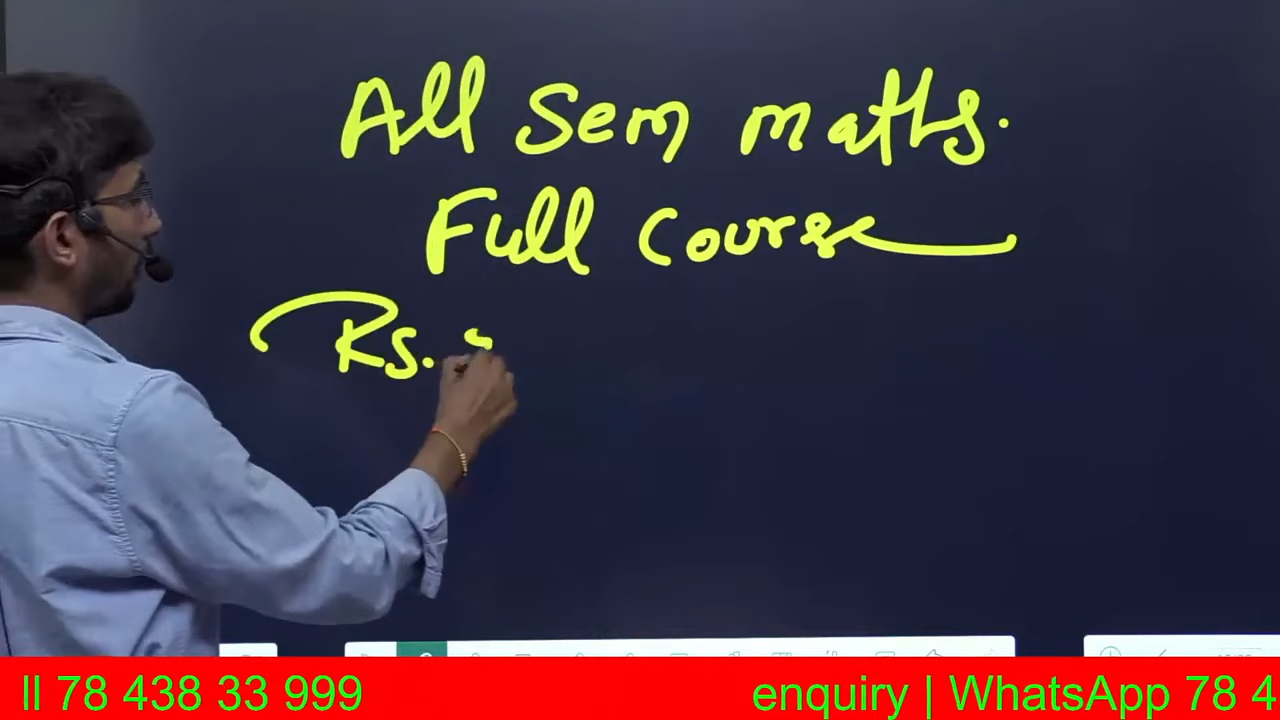 All Sem maths.
Full Course
Rs.
ll 78 438 33 999 enquiry | WhatsApp 78 4